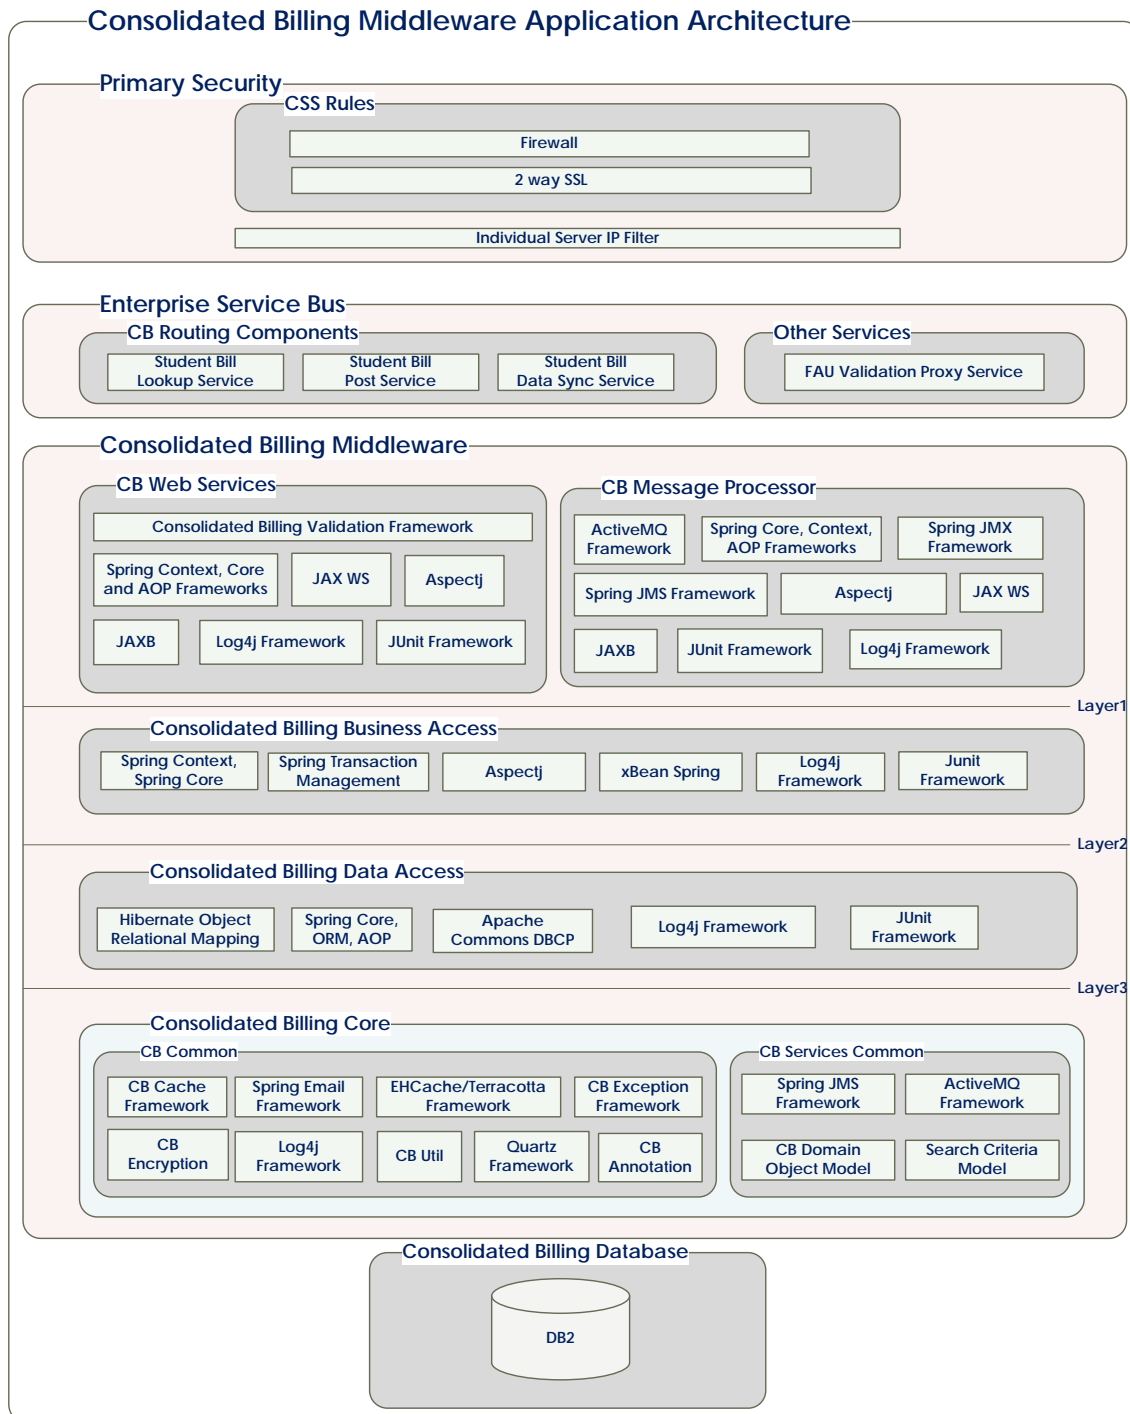 Consolidated Billing Middleware Application Architecture
Primary Security
CSS Rules
Firewall
2 way SSL
Individual Server IP Filter
Enterprise Service Bus
CB Routing Components
Student Bill
Lookup Service
Student Bill
Post Service
Student Bill
Data Sync Service
Other Services
FAU Validation Proxy Service
Consolidated Billing Middleware
CB Web Services
Consolidated Billing Validation Framework
Spring Context, Core
and AOP Frameworks
JAX WS
Aspectj
JAXB
Log4j Framework
JUnit Framework
CB Message Processor
ActiveMQ
Framework
Spring Core, Context,
AOP Frameworks
Spring JMX
Framework
Spring JMS Framework
Aspectj
JAX WS
JAXB
JUnit Framework
Log4j Framework
Layer1
Consolidated Billing Business Access
Spring Context,
Spring Core
Spring Transaction
Management
Aspectj
xBean Spring
Log4j
Framework
Junit
Framework
Layer2
Consolidated Billing Data Access
Hibernate Object
Relational Mapping
Spring Core,
ORM, AOP
Apache
Commons DBCP
Log4j Framework
JUnit
Framework
Layer3
Consolidated Billing Core
CB Common
CB Cache
Framework
Spring Email
Framework
EHCache/Terracotta
Framework
CB Exception
Framework
CB
Encryption
Log4j
Framework
CB Util
Quartz
Framework
CB
Annotation
CB Services Common
Spring JMS
Framework
ActiveMQ
Framework
CB Domain
Object Model
Search Criteria
Model
Consolidated Billing Database
DB2